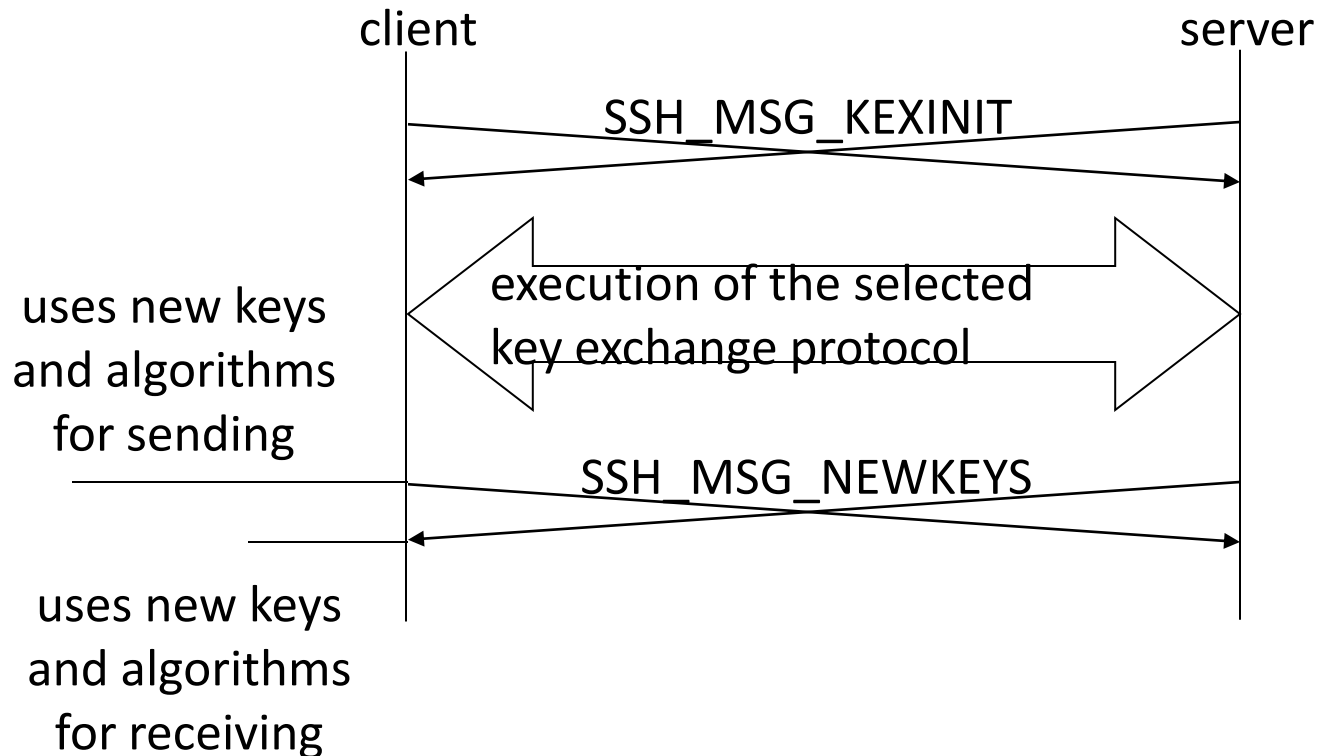 client
server
SSH_MSG_KEXINIT
execution of the selected
key exchange protocol
uses new keys
and algorithms
for sending
SSH_MSG_NEWKEYS
uses new keys
and algorithms
for receiving